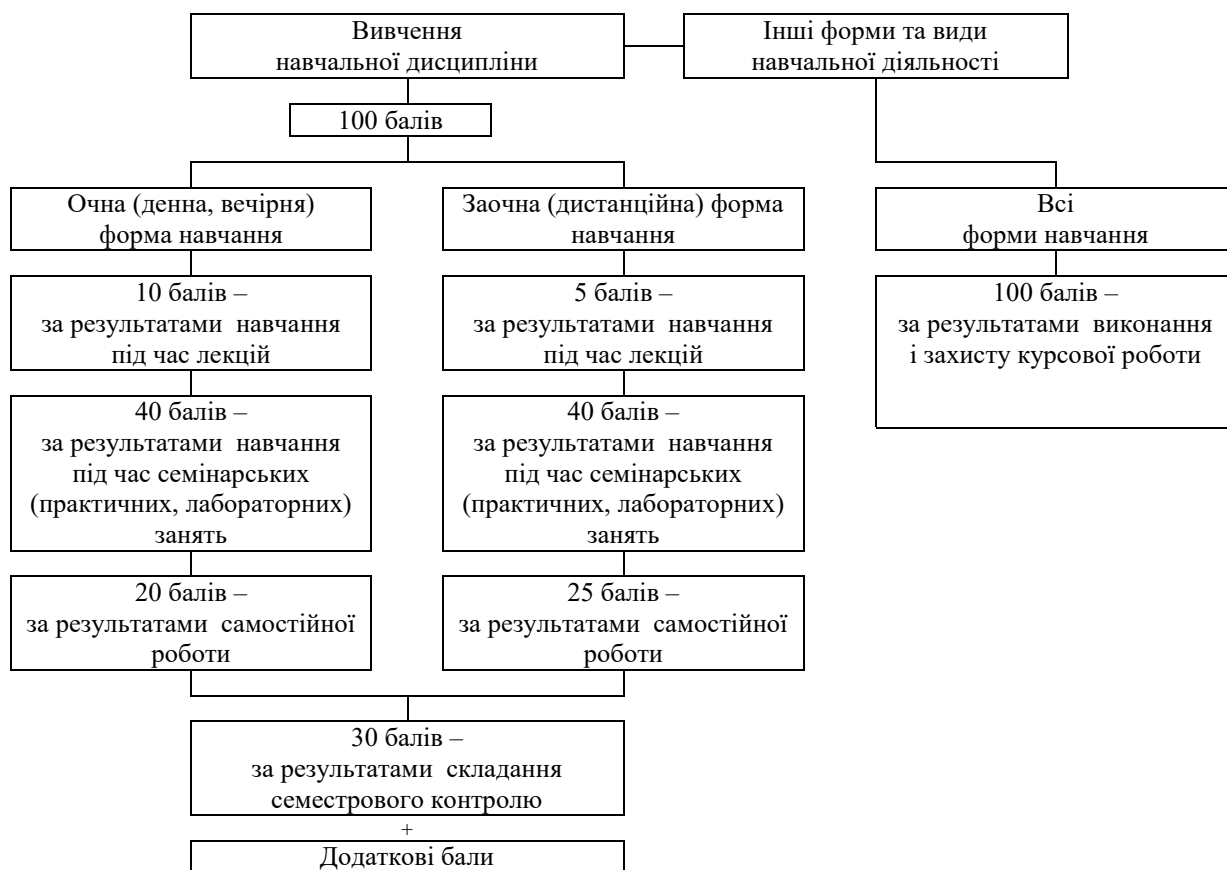 Вивчення
навчальної дисципліни
Інші форми та види
навчальної діяльності
100 балів
Очна (денна, вечірня)
форма навчання
Заочна (дистанційна) форма
навчання
Всі
форми навчання
10 балів –
за результатами навчання
під час лекцій
5 балів –
за результатами навчання
під час лекцій
100 балів –
за результатами виконання
і захисту курсової роботи
40 балів –
за результатами навчання
під час семінарських
(практичних, лабораторних)
занять
40 балів –
за результатами навчання
під час семінарських
(практичних, лабораторних)
занять
20 балів –
за результатами самостійної
роботи
25 балів –
за результатами самостійної
роботи
30 балів –
за результатами складання
семестрового контролю
+
Додаткові бали